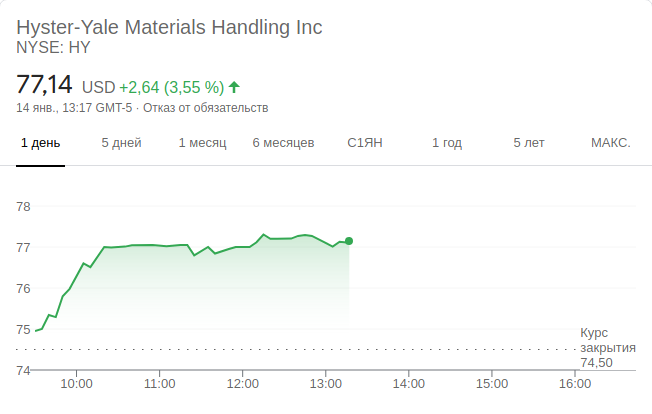 Hyster-Yale Materials Handling Inc
NYSE: HY
77,14 USD +2,64 (3,55 %)
14 янв., 13:17 GMT-5 · Отказ от обязательств
1 день 5 дней 1 месяц 6 месяцев С1ЯН 1 год 5 лет МАКС.
78
77
76
75
Курс
закрытия
74,50
74
10:00 11:00 12:00 13:00 14:00 15:00 16:00